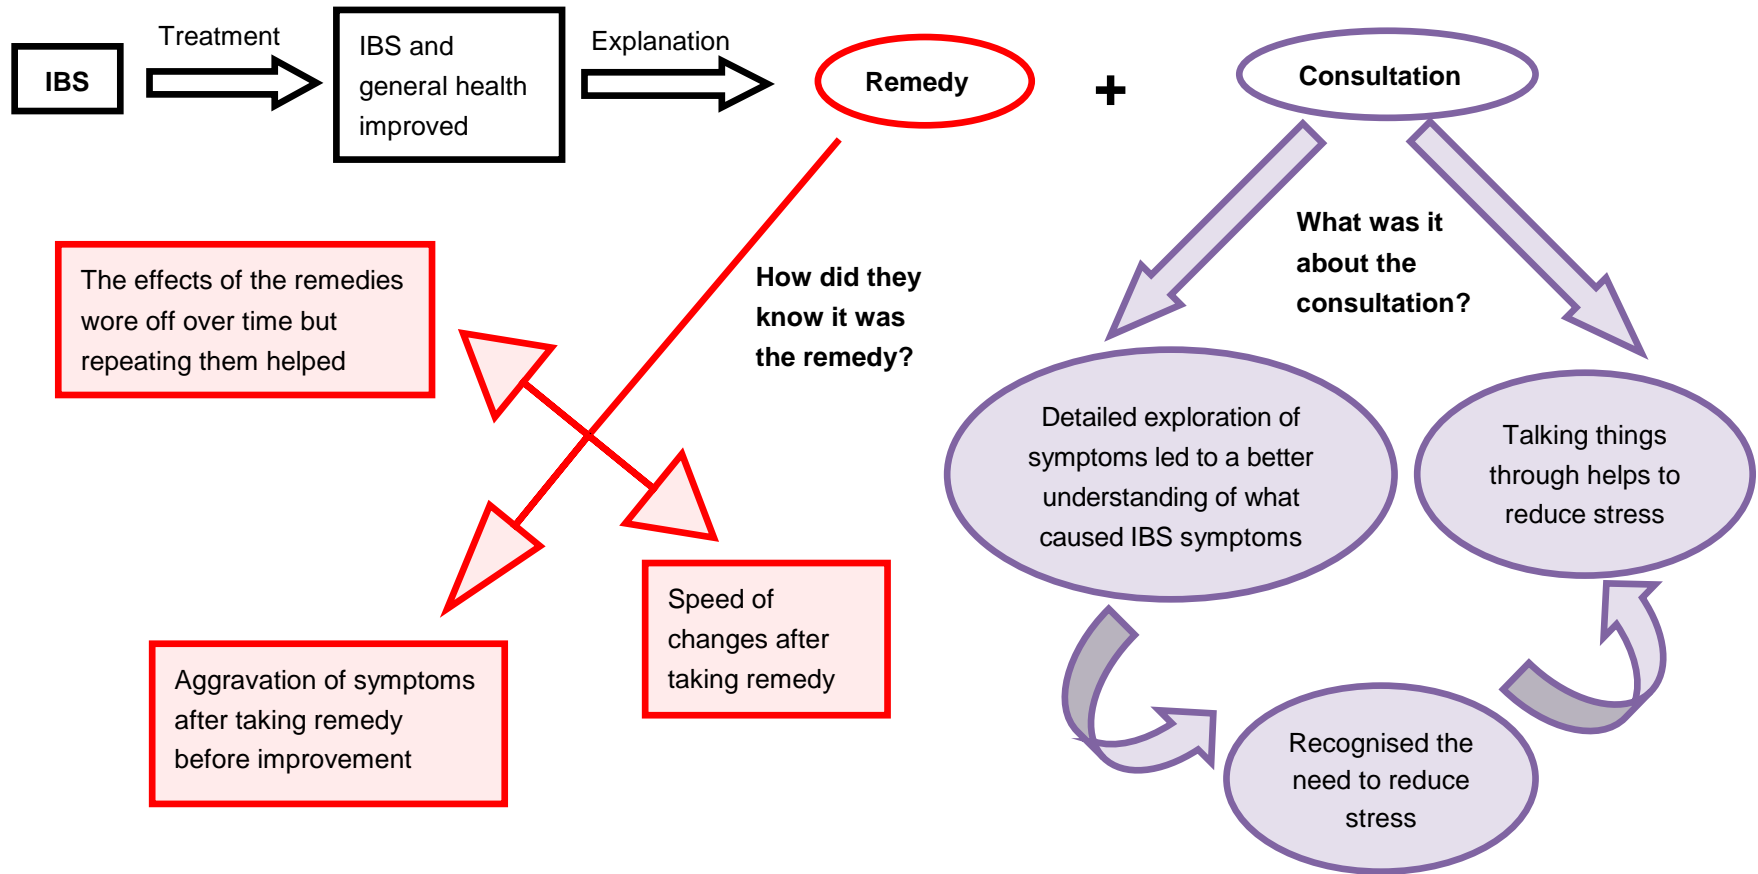 IBS
Treatment
IBS and
general health
improved
Explanation
Remedy
+
Consultation
The effects of the remedies
wore off over time but
repeating them helped
How did they
know it was
the remedy?
What was it
about the
consultation?
Detailed exploration of
symptoms led to a better
understanding of what
caused IBS symptoms
Talking things
through helps to
reduce stress
Speed of
changes after
taking remedy
Aggravation of symptoms
after taking remedy
before improvement
Recognised the
need to reduce
stress